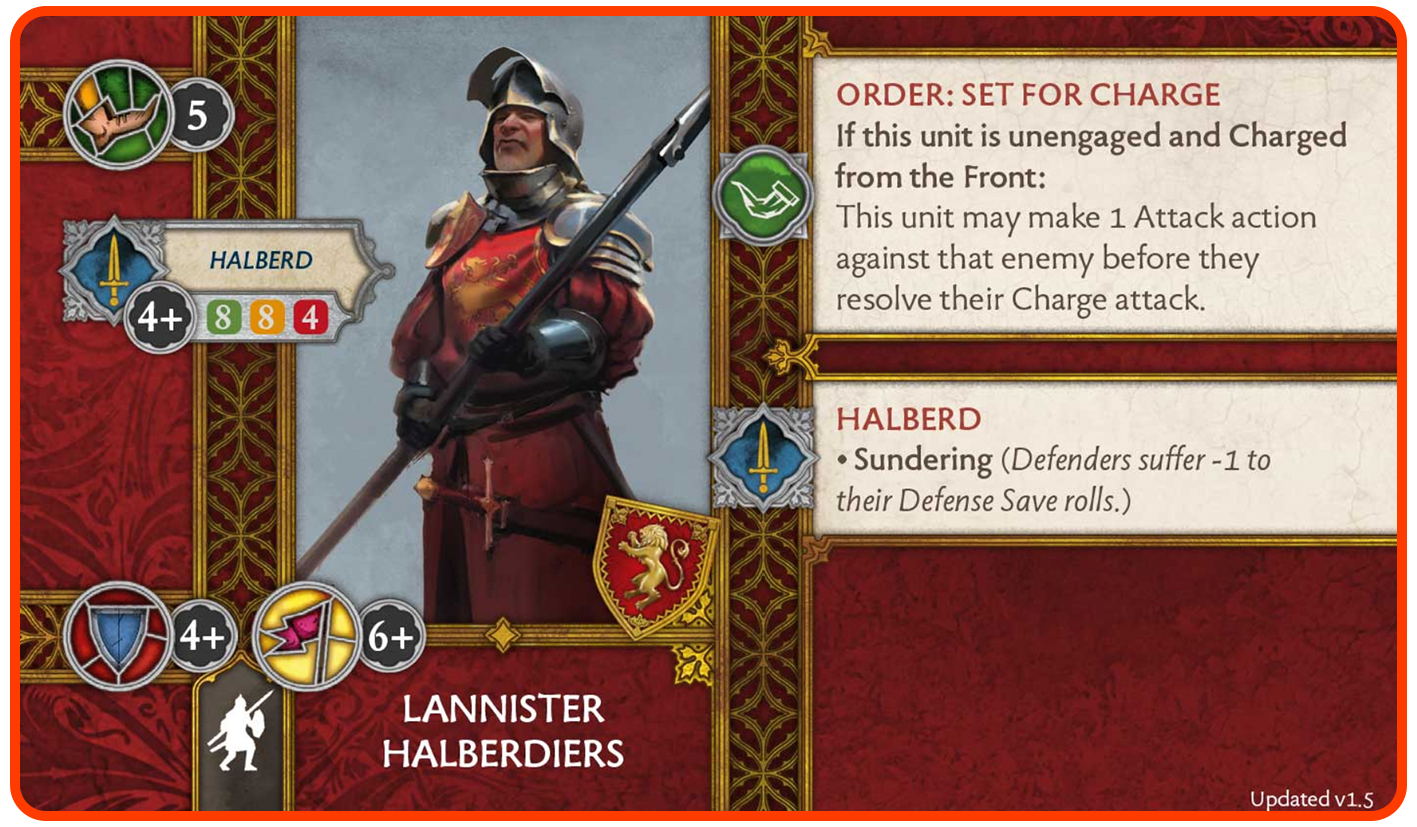 5
HALBERD
4+ 8 8 4
4+ 6+
LANNISTER
HALBERDIERS
ORDER: SET FOR CHARGE
If this unit is unengaged and Charged
from the Front:
This unit may make 1 Attack action
against that enemy before they
resolve their Charge attack.
HALBERD
• Sundering (Defenders suffer -1 to
their Defense Save rolls.)
Updated v1.5